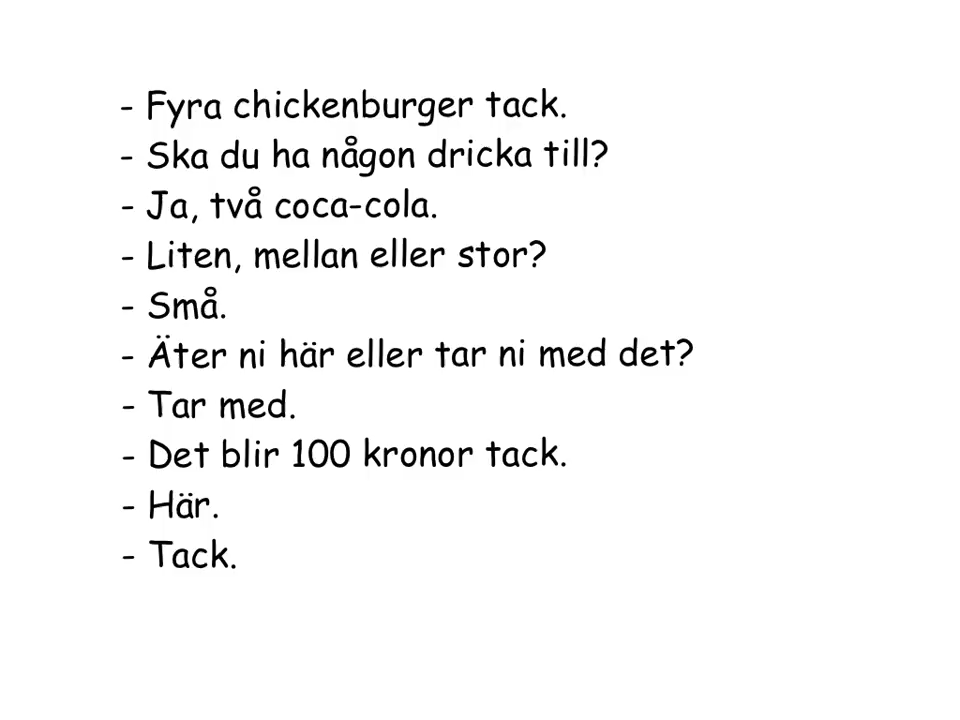 - Fyra chickenburger tack.
- Ska du ha någon dricka till?
- Ja, två coca-cola.
- Liten, mellan eller stor?
- Små.
- Äter ni här eller tar ni med det?
- Tar med.
- Det blir 100 kronor tack.
- Här.
- Tack.